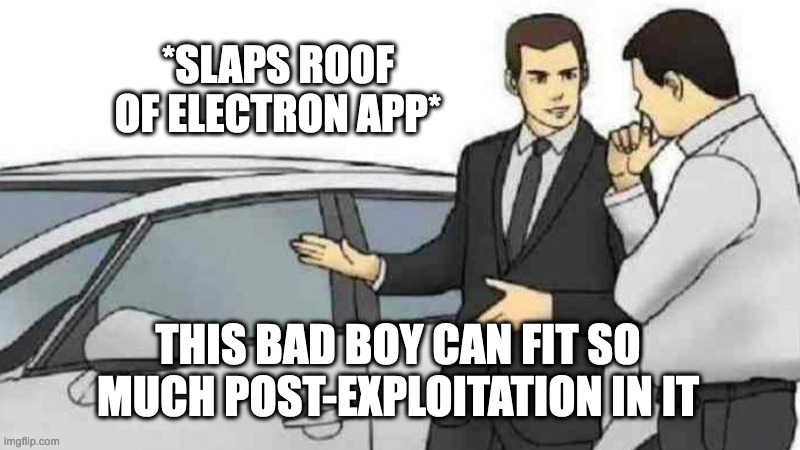 *SLAPS ROOF
OF ELECTRON APP*
THIS BAD BOY CAN FIT SO
MUCH POST-EXPLOITATION IN IT
imgflip.com